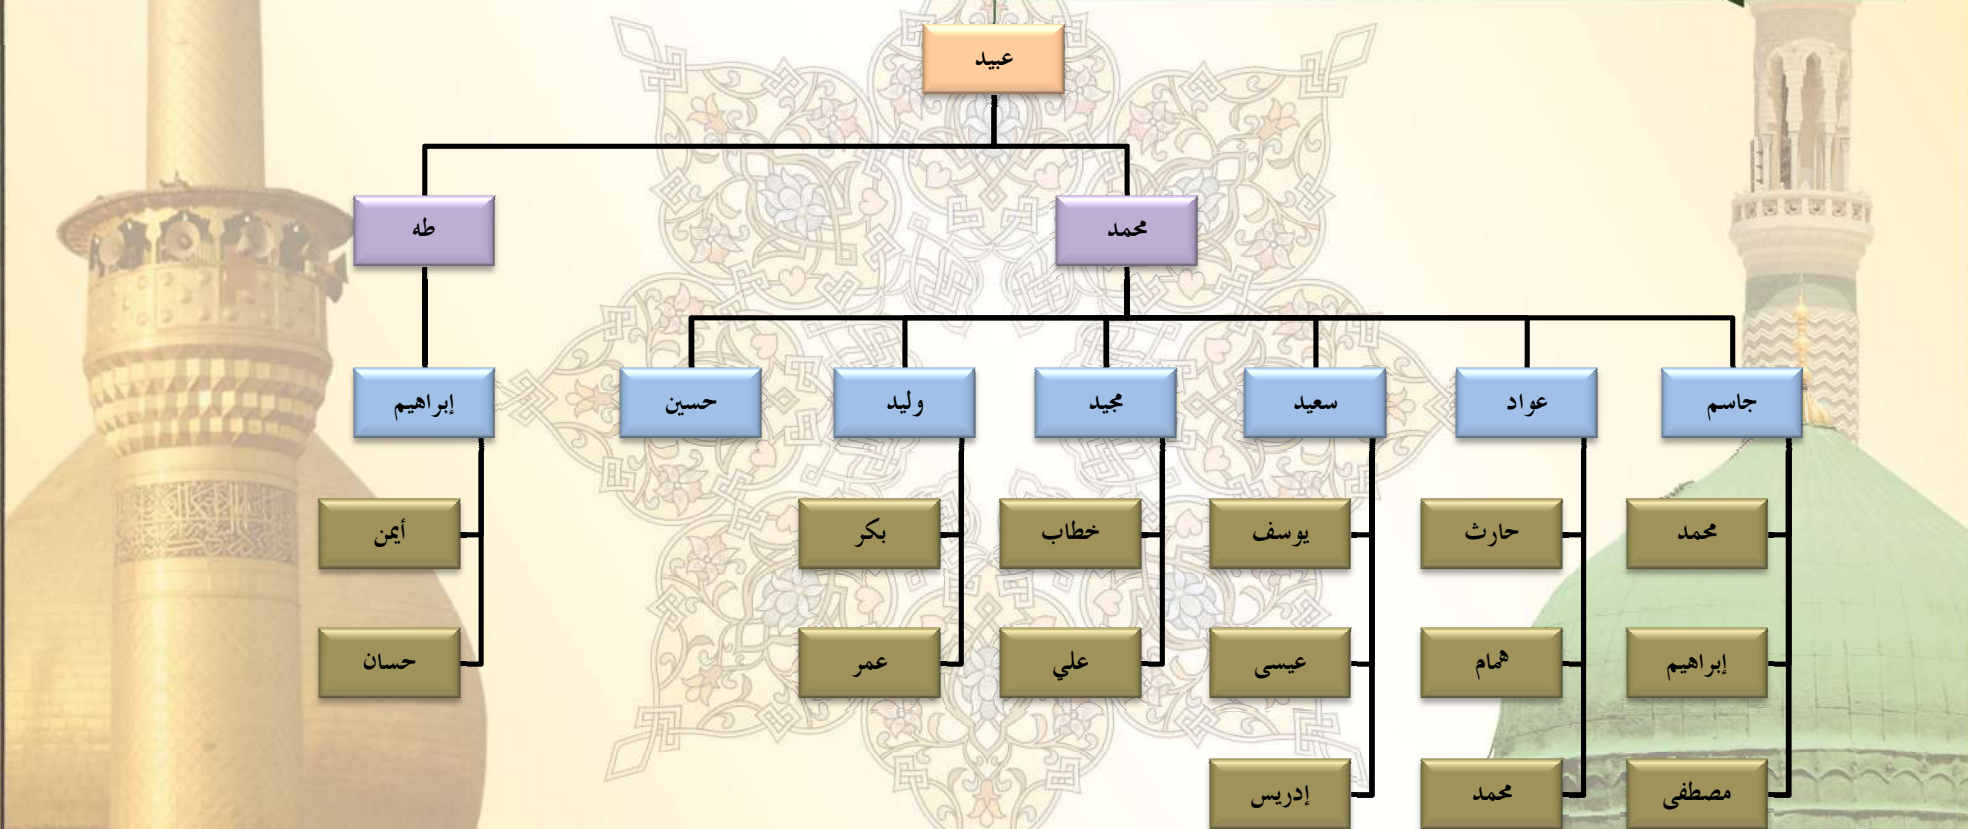 عبيد
محمد
طه
جاسم
عواد
سعيد
مجيد
وليد
حسين
إبراهيم
محمد
حارث
يوسف
خطاب
بكر
أيمن
إبراهيم
همام
عيسى
علي
عمر
حسان
مصطفى
محمد
إدريس